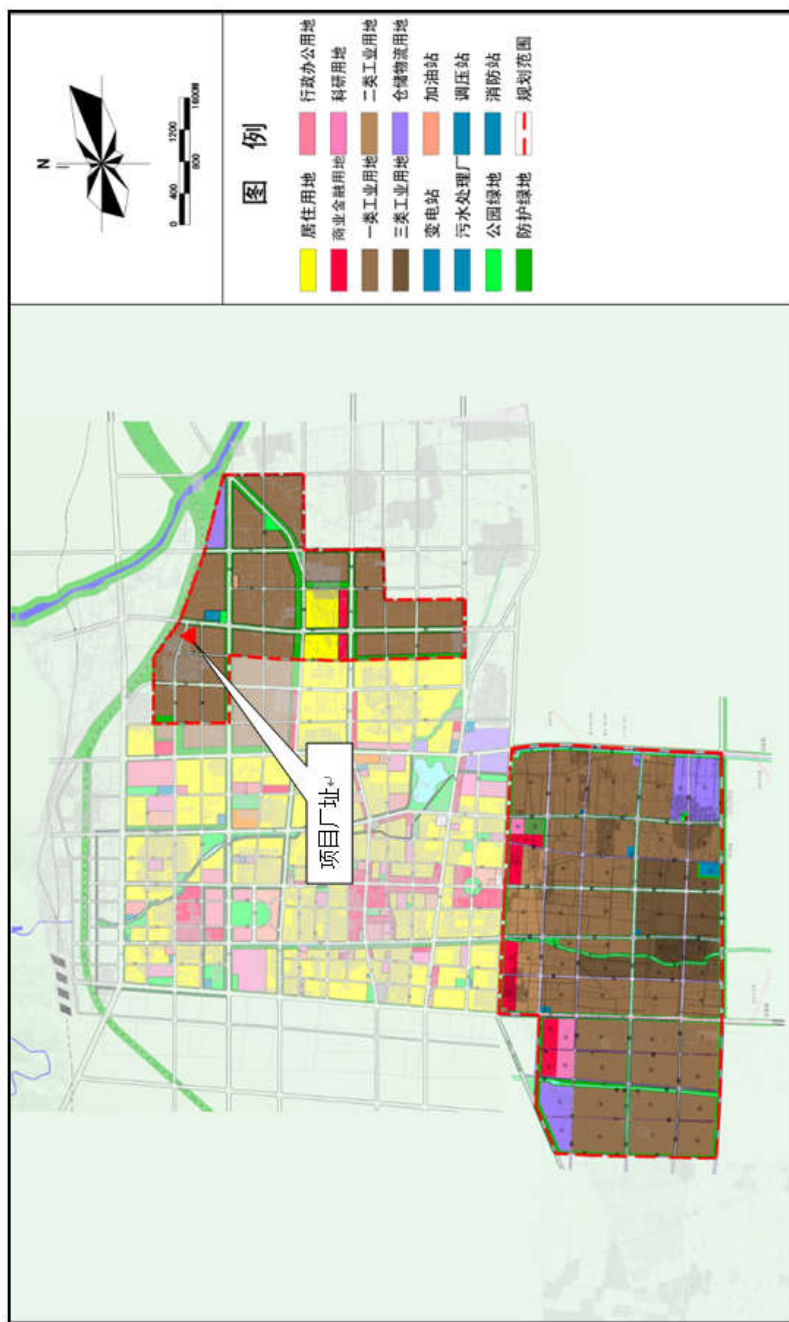 N
0 400 800 1200 1600M
图 例
居住用地 行政办公用地
商业金融用地 科研用地
一类工业用地 二类工业用地
三类工业用地 仓储物流用地
变电站 加油站
污水处理厂 调压站
公园绿地 消防站
防护绿地 规划范围
项目厂址